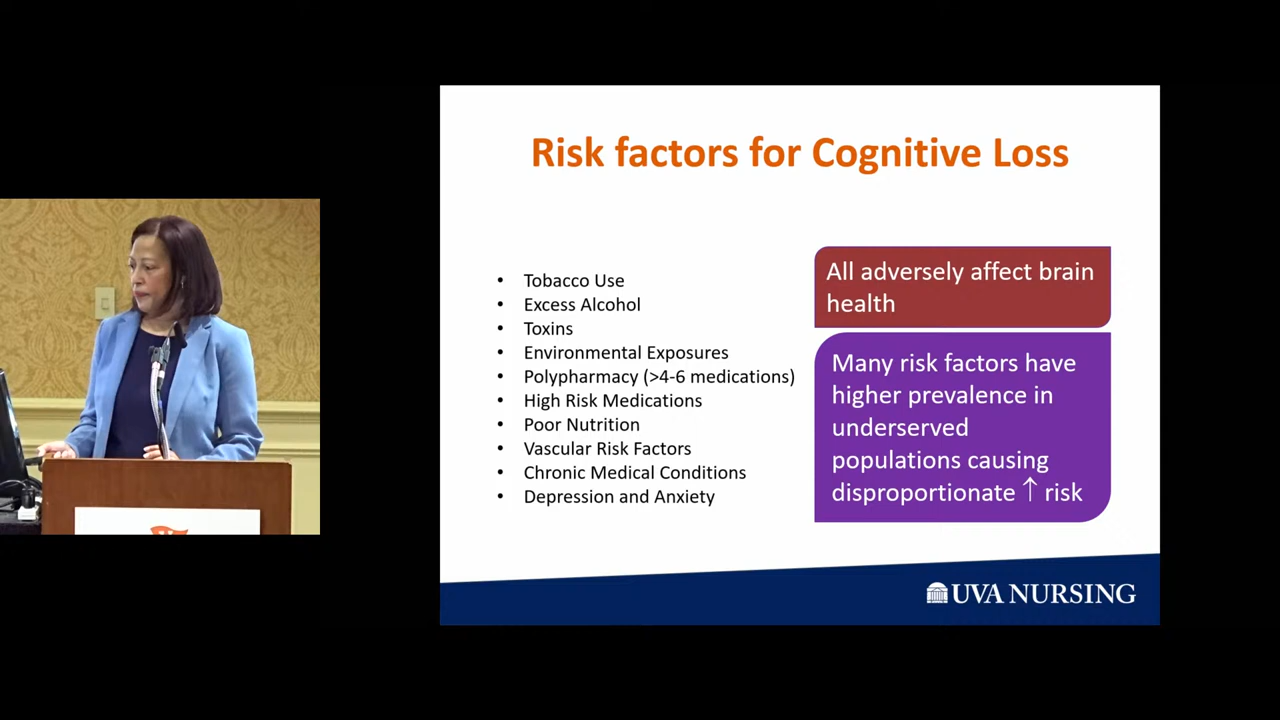 Risk factors for Cognitive Loss
• Tobacco Use
• Excess Alcohol
• Toxins
• Environmental Exposures
• Polypharmacy (>4-6 medications)
• High Risk Medications
• Poor Nutrition
• Vascular Risk Factors
• Chronic Medical Conditions
• Depression and Anxiety
All adversely affect brain
health
Many risk factors have
higher prevalence in
underserved
populations causing
disproportionate ↑ risk
UVA NURSING